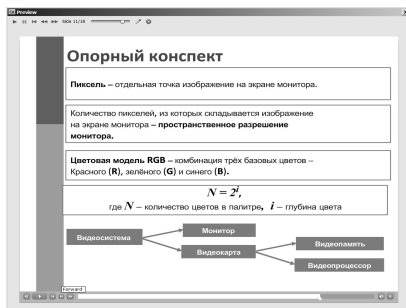 Preview
Slide 11/18
Опорный конспект
Пиксель – отдельная точка изображение на экране монитора.
Количество пикселей, из которых складывается изображение
на экране монитора – пространственное разрешение
монитора.
Цветовая модель RGB – комбинация трёх базовых цветов –
Красного (R), зелёного (G) и синего (B).
N = 2^i,
где N – количество цветов в палитре, i – глубина цвета
Видеосистема
Монитор
Видеокарта
Видеопамять
Видеопроцессор
Forward